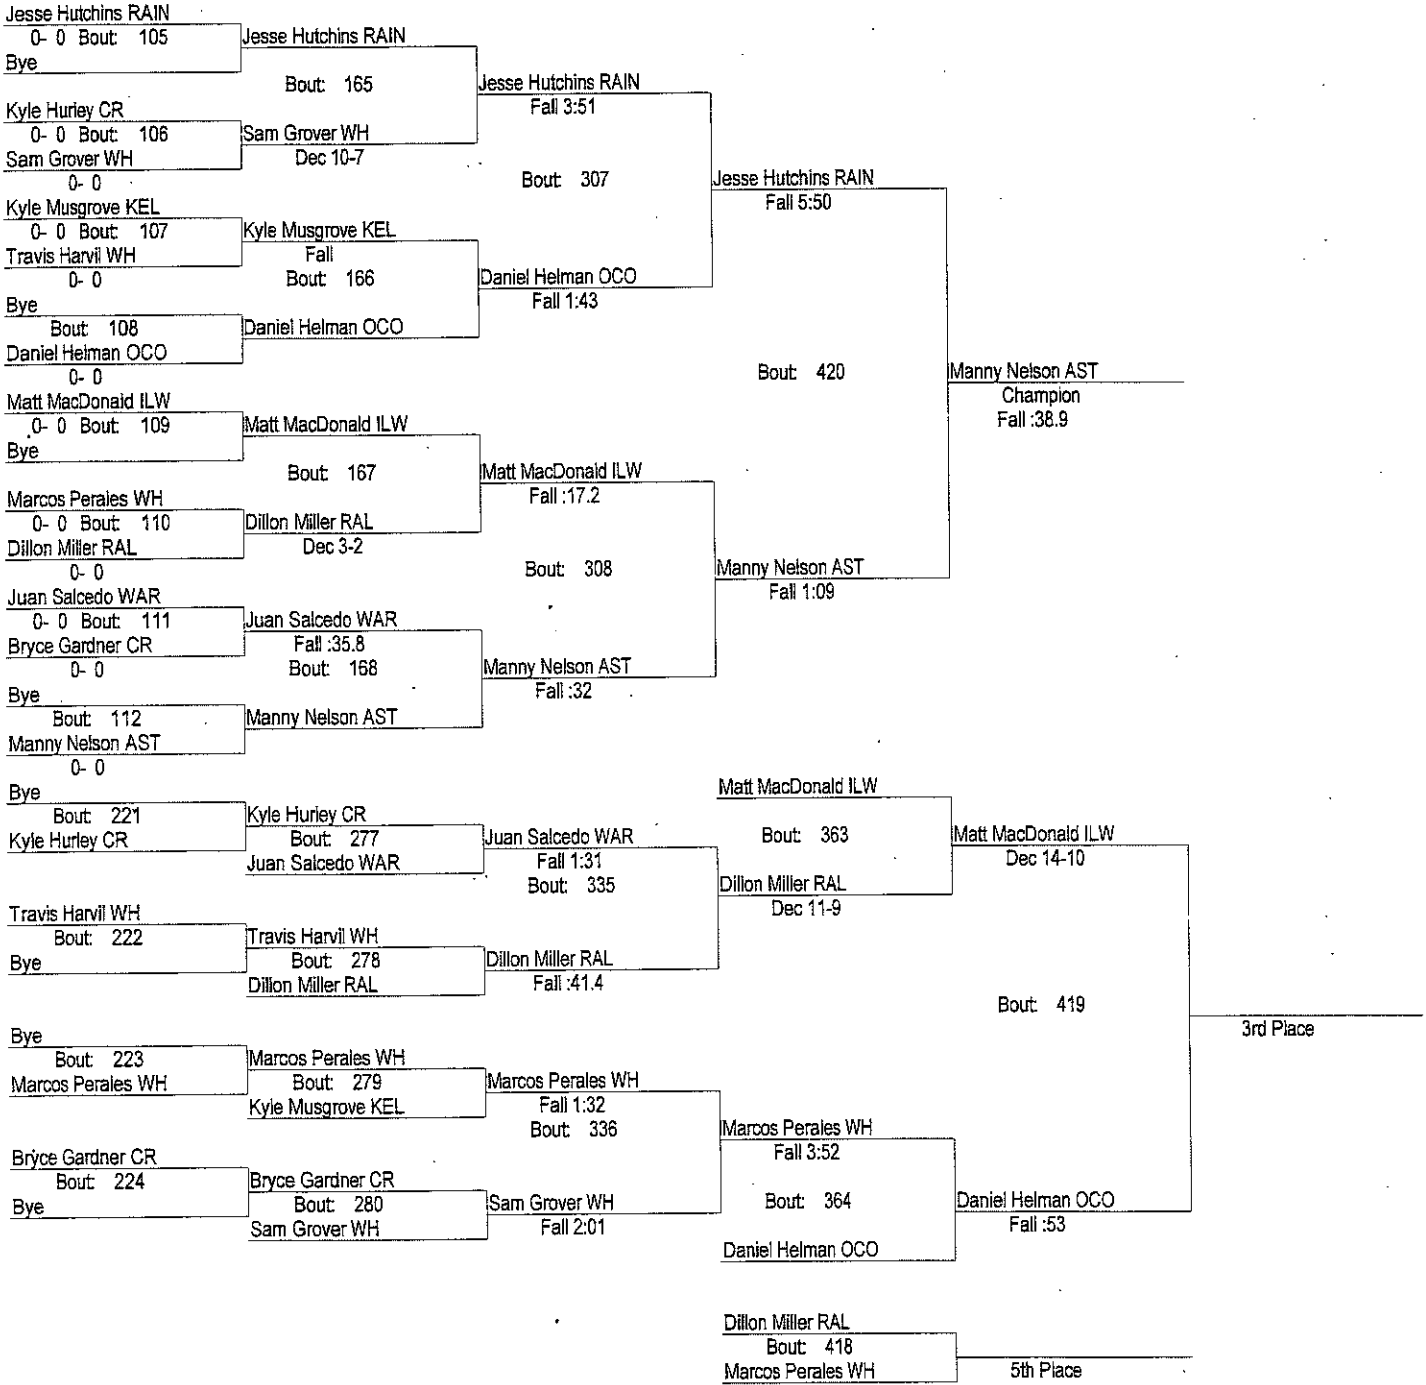 Jesse Hutchins RAIN
0- 0 Bout: 105
Bye
Jesse Hutchins RAIN
Bout: 165
Kyle Hurley CR
0- 0 Bout: 106
Sam Grover WH
0- 0
Sam Grover WH
Dec 10-7
Jesse Hutchins RAIN
Fall 3:51
Bout: 307
Kyle Musgrove KEL
0- 0 Bout: 107
Travis Harvil WH
0- 0
Kyle Musgrove KEL
Fall
Bout: 166
Bye
Bout: 108
Daniel Helman OCO
0- 0
Daniel Helman OCO
Daniel Helman OCO
Fall 1:43
Jesse Hutchins RAIN
Fall 5:50
Bout: 420
Matt MacDonald ILW
0- 0 Bout: 109
Bye
Matt MacDonald ILW
Bout: 167
Marcos Perales WH
0- 0 Bout: 110
Dillon Miller RAL
0- 0
Dillon Miller RAL
Dec 3-2
Matt MacDonald ILW
Fall :17.2
Bout: 308
Juan Salcedo WAR
0- 0 Bout: 111
Bryce Gardner CR
0- 0
Juan Salcedo WAR
Fall :35.8
Bout: 168
Bye
Bout: 112
Manny Nelson AST
0- 0
Manny Nelson AST
Manny Nelson AST
Fall :32
Manny Nelson AST
Fall 1:09
Manny Nelson AST
Champion
Fall :38.9
Bye
Bout: 221
Kyle Hurley CR
Kyle Hurley CR
Bout: 277
Juan Salcedo WAR
Juan Salcedo WAR
Fall 1:31
Bout: 335
Travis Harvil WH
Bout: 222
Bye
Travis Harvil WH
Bout: 278
Dillon Miller RAL
Dillon Miller RAL
Fall :41.4
Matt MacDonald ILW
Bout: 363
Dillon Miller RAL
Dec 11-9
Matt MacDonald ILW
Dec 14-10
Bout: 419
3rd Place
Bye
Bout: 223
Marcos Perales WH
Marcos Perales WH
Bout: 279
Kyle Musgrove KEL
Marcos Perales WH
Fall 1:32
Bout: 336
Bryce Gardner CR
Bout: 224
Bye
Bryce Gardner CR
Bout: 280
Sam Grover WH
Sam Grover WH
Fall 2:01
Marcos Perales WH
Fall 3:52
Bout: 364
Daniel Helman OCO
Daniel Helman OCO
Fall :53
Dillon Miller RAL
Bout: 418
Marcos Perales WH
5th Place